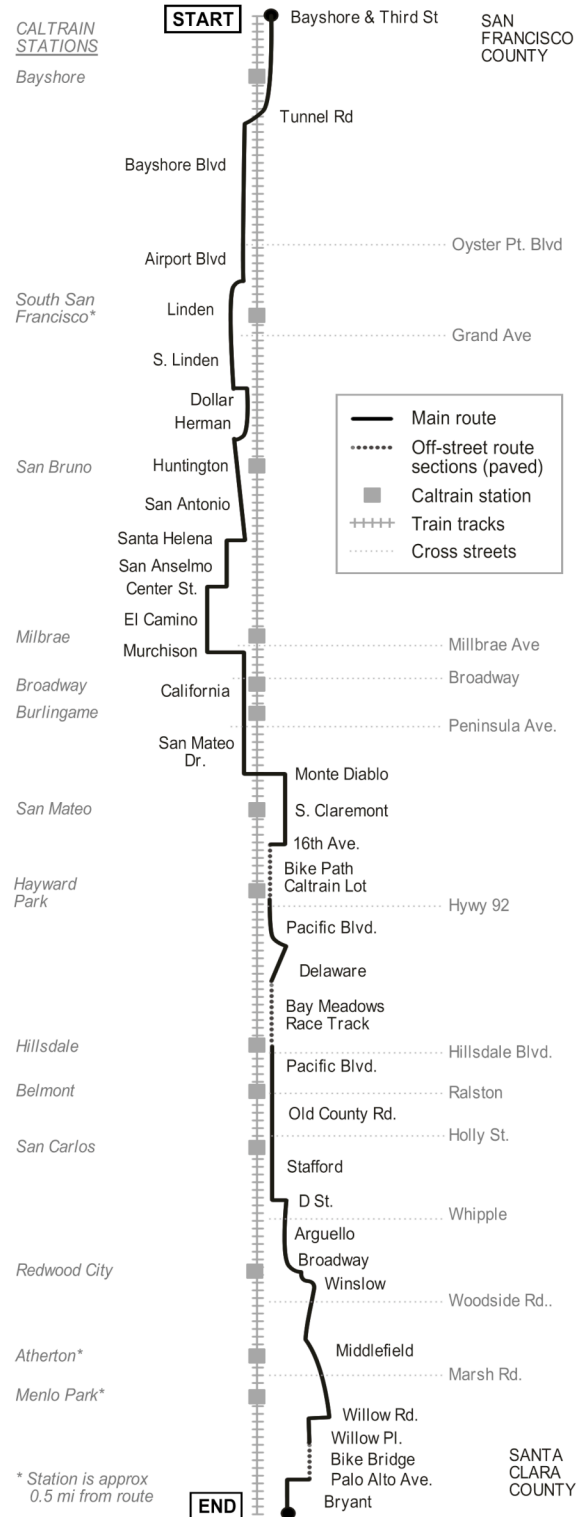 START
Bayshore & Third St
SAN
FRANCISCO
COUNTY
CALTRAIN
STATIONS
Bayshore
Tunnel Rd
Bayshore Blvd
Oyster Pt. Blvd
Airport Blvd
South San
Francisco*
Linden
Grand Ave
S. Linden
Dollar
Herman
Main route
Off-street route
sections (paved)
Caltrain station
Train tracks
Cross streets
San Bruno
Huntington
San Antonio
Santa Helena
San Anselmo
Center St.
El Camino
Milbrae
Murchison
Millbrae Ave
Broadway
Broadway
California
Burlingame
Peninsula Ave.
San Mateo
Dr.
Monte Diablo
San Mateo
S. Claremont
16th Ave.
Bike Path
Caltrain Lot
Hayward
Park
Hywy 92
Pacific Blvd.
Delaware
Bay Meadows
Race Track
Hillsdale
Hillsdale Blvd.
Pacific Blvd.
Belmont
Ralston
Old County Rd.
Holly St.
San Carlos
Stafford
D St.
Whipple
Arguello
Broadway
Redwood City
Winslow
Woodside Rd..
Middlefield
Atherton*
Marsh Rd.
Menlo Park*
Willow Rd.
Willow Pl.
Bike Bridge
Palo Alto Ave.
SANTA
CLARA
COUNTY
* Station is approx
0.5 mi from route
END
Bryant